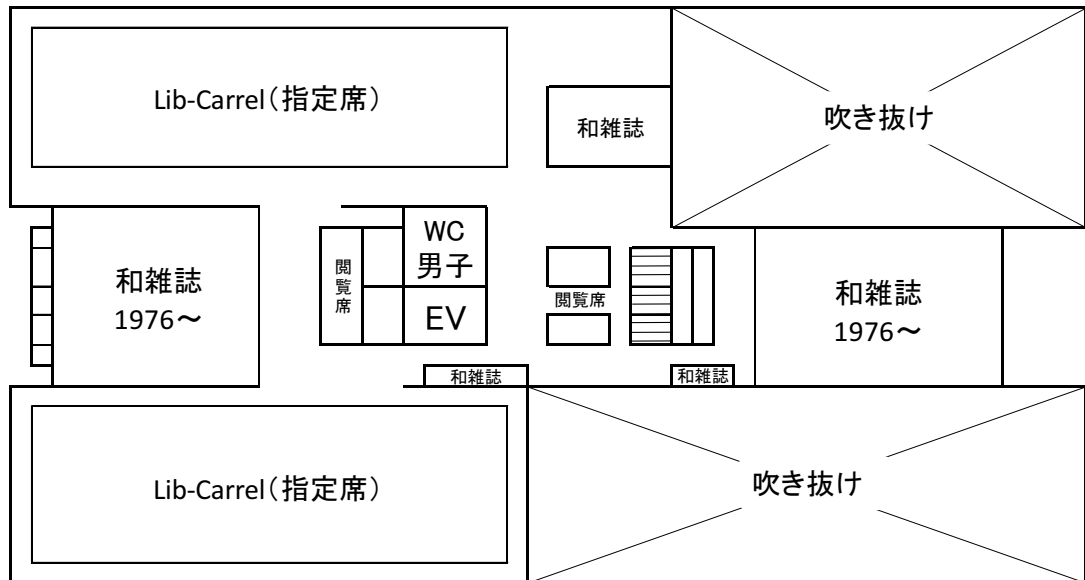 Lib-Carrel（指定席）
和雑誌
吹き抜け
和雑誌
1976～
閲覧席
WC
男子
EV
閲覧席
和雑誌
1976～
和雑誌
和雑誌
Lib-Carrel（指定席）
吹き抜け